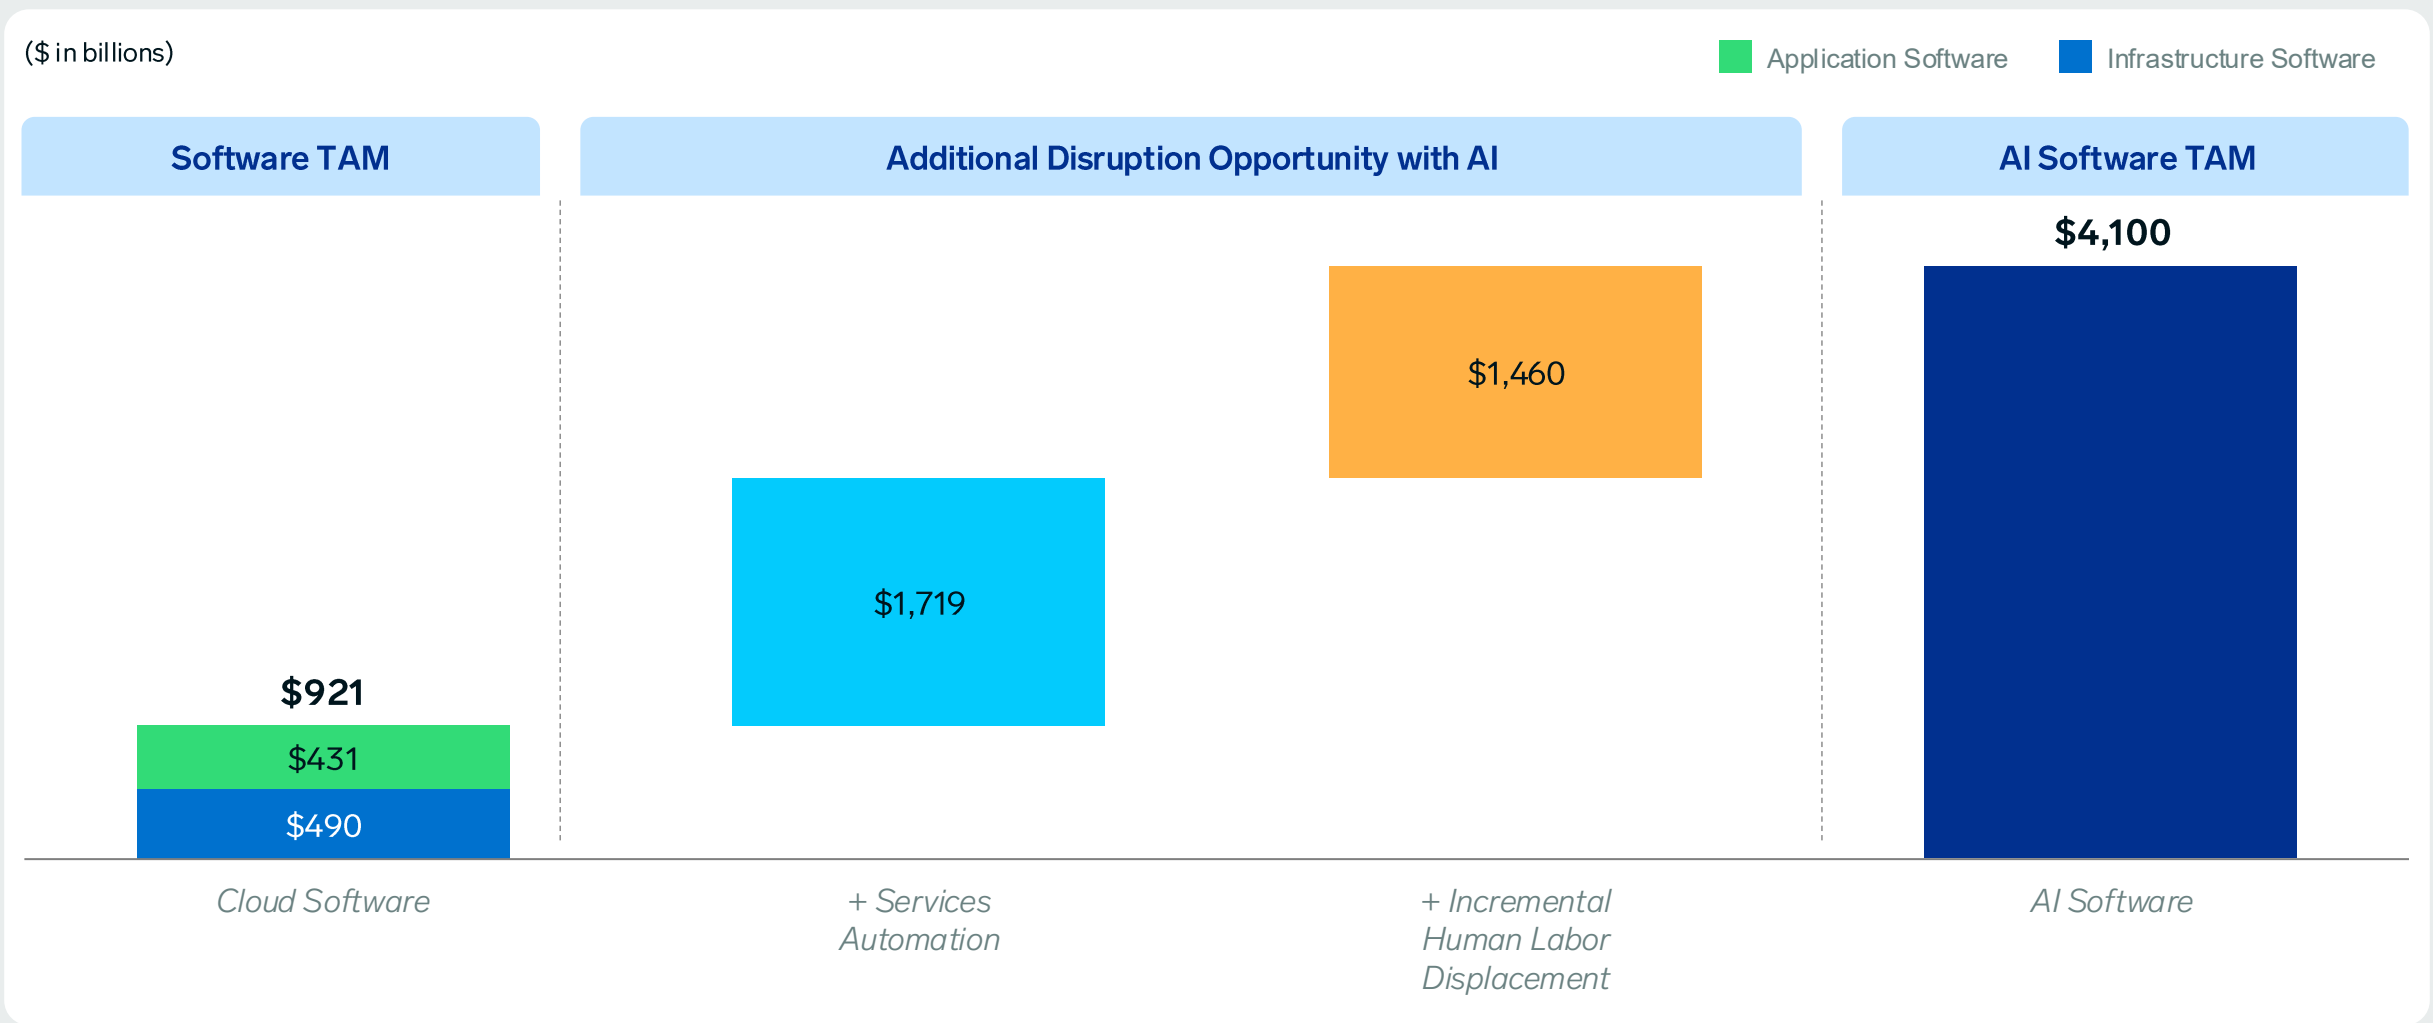 ($ in billions)
Application Software
Infrastructure Software
Software TAM
Additional Disruption Opportunity with AI
AI Software TAM
$921
$431
$490
$1,719
$1,460
$4,100
Cloud Software
+ Services
Automation
+ Incremental
Human Labor
Displacement
AI Software